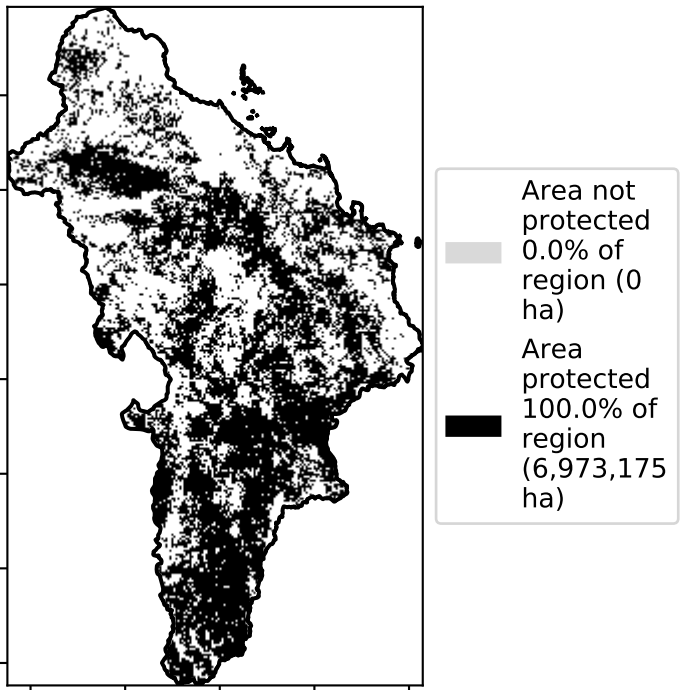 Area not
protected
0.0% of
region (0
ha)
Area
protected
100.0% of
region
(6,973,175
ha)